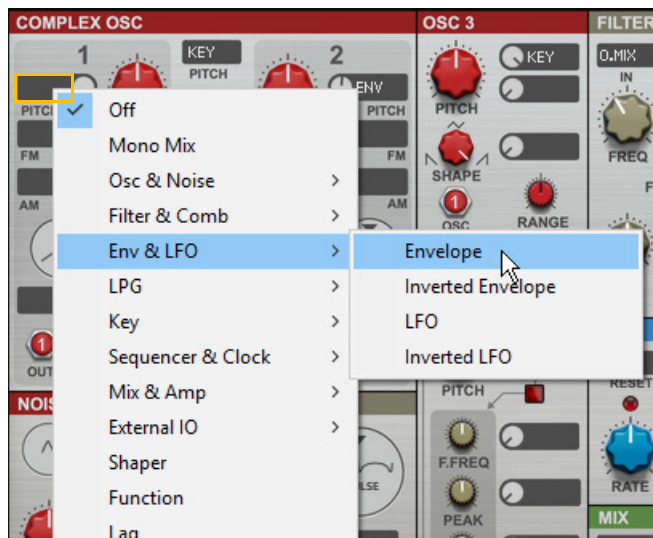 COMPLEX OSC
OSC 3
FILTER
1
KEY
PITCH
2
ENV
PITCH
FM
AM
KEY
PITCH
SHAPE
OSC
1
RANGE
O.MIX
IN
FREQ
FM
AM
1
OUT
Off
Mono Mix
Osc & Noise
Filter & Comb
Env & LFO
LPG
Key
Sequencer & Clock
Mix & Amp
External IO
Shaper
Function
Lag
Envelope
Inverted Envelope
LFO
Inverted LFO
PITCH
F.FREQ
PEAK
RESET
RATE
MIX